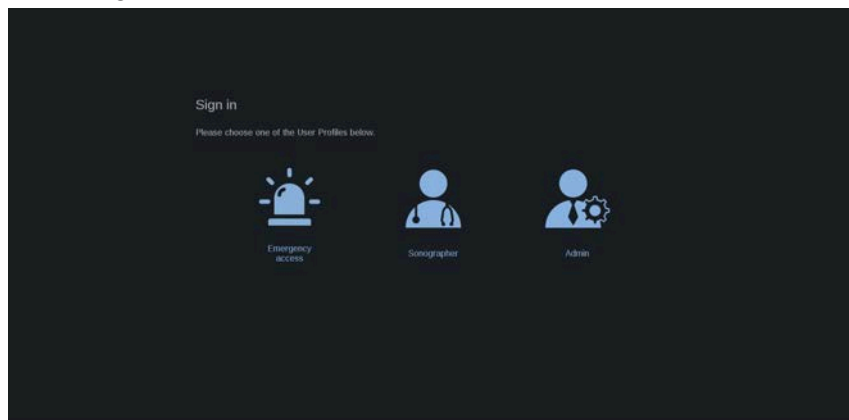 Sign in
Please choose one of the User Profiles below.
Emergency
access
Sonographer
Admin